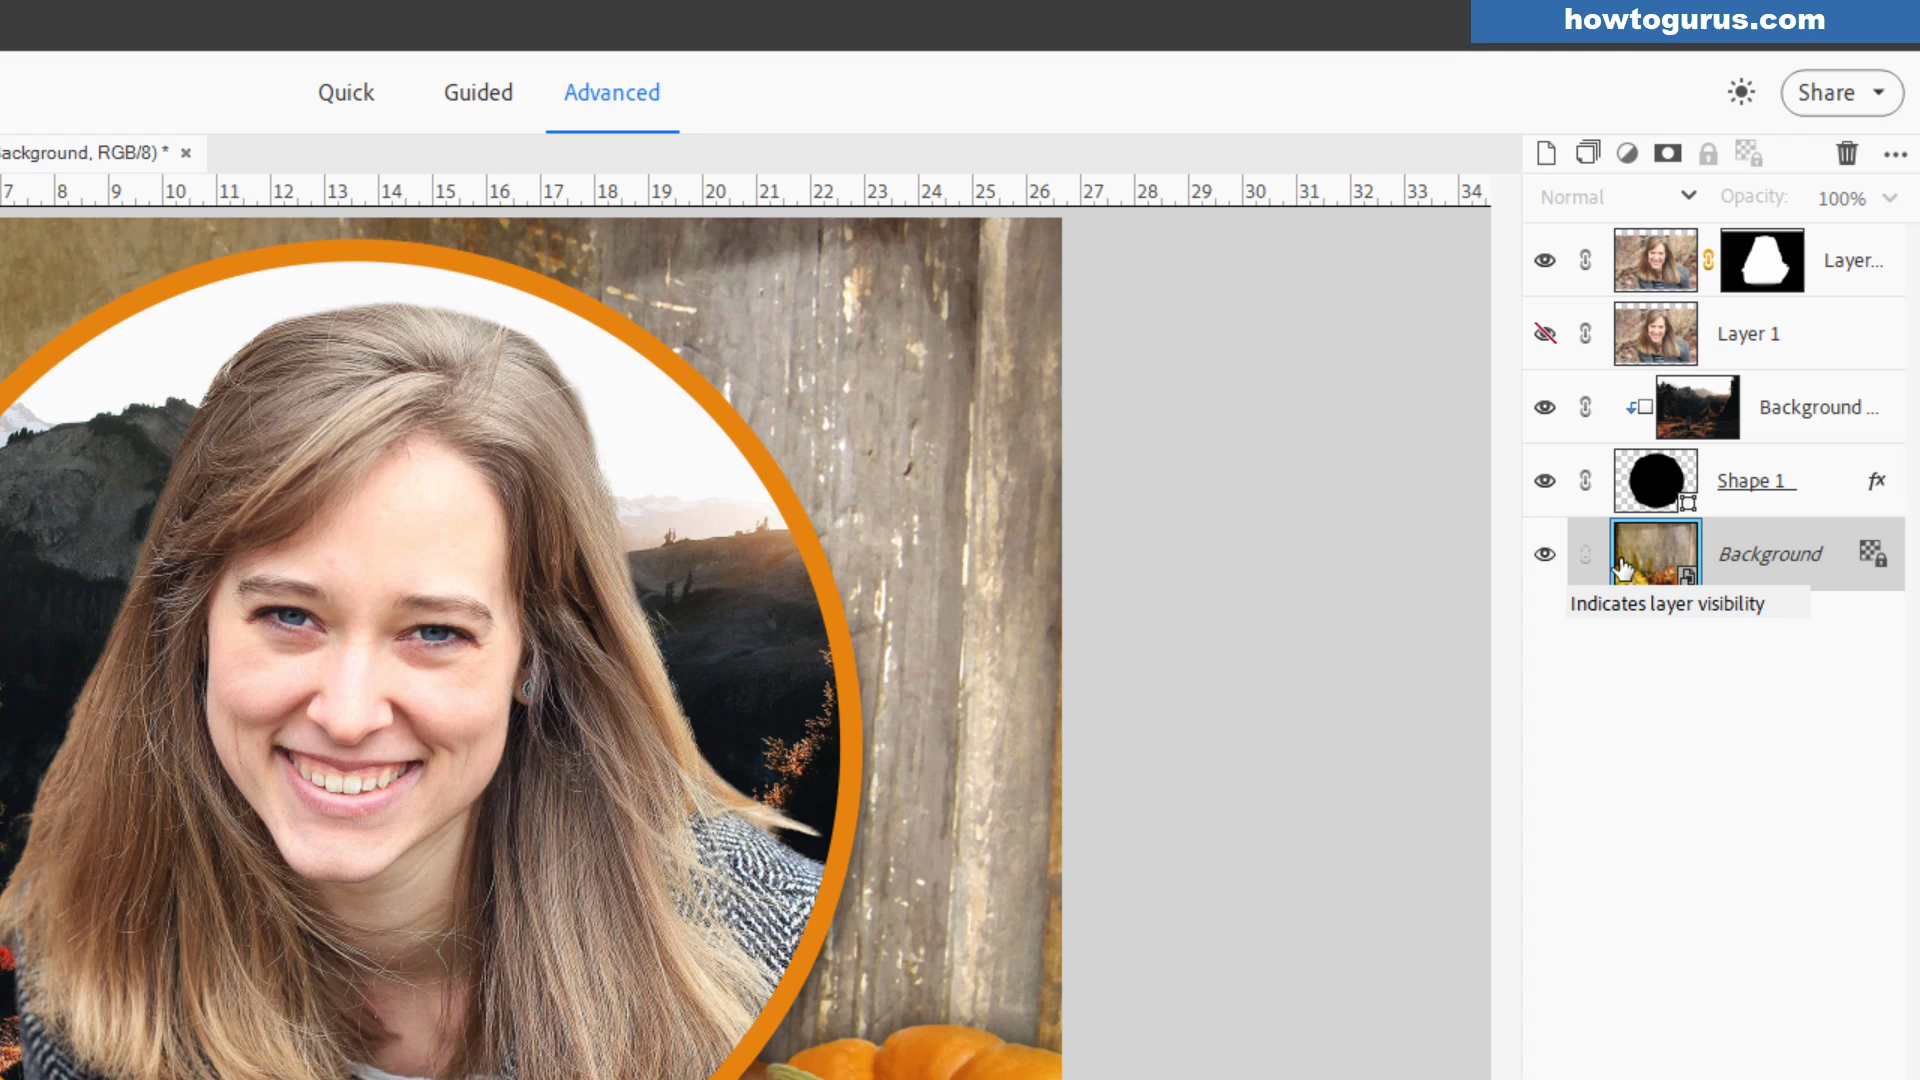 howtogurus.com
Quick Guided Advanced
Share
ackground, RGB/8) * ×
7 8 9 10 11 12 13 14 15 16 17 18 19 20 21 22 23 24 25 26 27 28 29 30 31 32 33 34
Normal Opacity: 100%
Layer...
Layer 1
Background ...
Shape 1 fx
Background
Indicates layer visibility